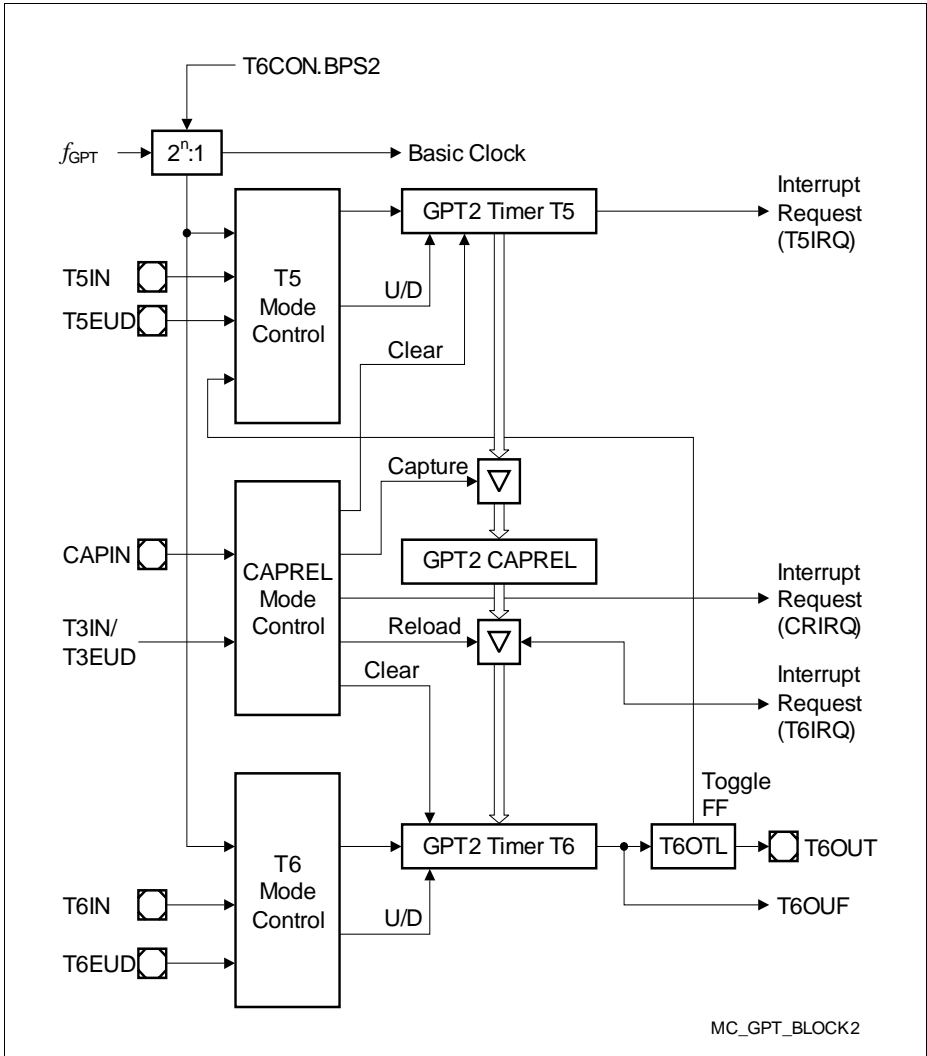 T6CON.BPS2
fGPT
2n:1
Basic Clock
Interrupt
Request
(T5IRQ)
GPT2 Timer T5
T5
Mode
Control
T5IN
T5EUD
U/D
Clear
Capture
CAPIN
CAPREL
Mode
Control
GPT2 CAPREL
Interrupt
Request
(CRIRQ)
T3IN/
T3EUD
Reload
Clear
Interrupt
Request
(T6IRQ)
Toggle
FF
GPT2 Timer T6
T6OTL
T6OUT
T6
Mode
Control
T6IN
U/D
T6OUF
T6EUD
MC_GPT_BLOCK2